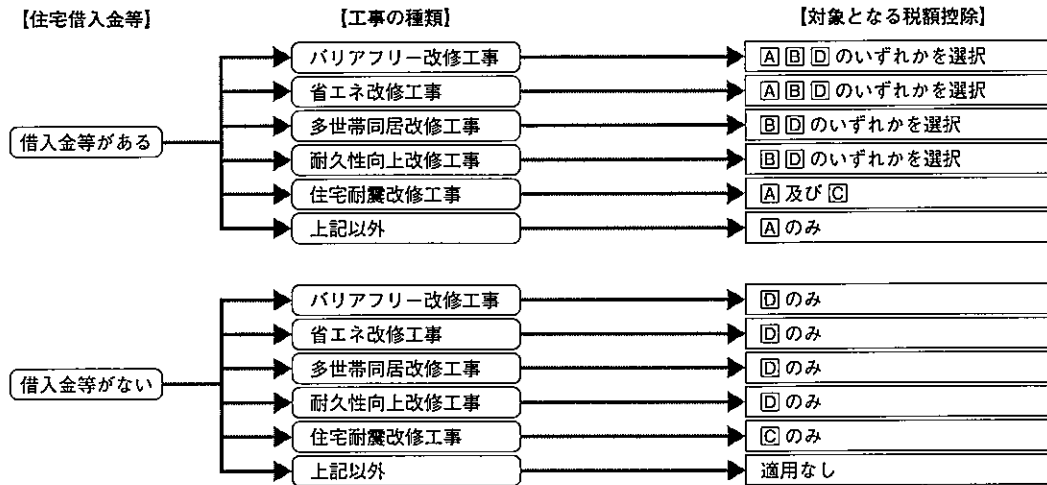 【住宅借入金等】 【工事の種類】 【対象となる税額控除】
バリアフリー改修工事 A B D のいずれかを選択
省エネ改修工事 A B D のいずれかを選択
多世帯同居改修工事 B D のいずれかを選択
借入金等がある
耐久性向上改修工事 B D のいずれかを選択
住宅耐震改修工事 A 及び C
上記以外 A のみ
バリアフリー改修工事 D のみ
省エネ改修工事 D のみ
多世帯同居改修工事 D のみ
借入金等がない
耐久性向上改修工事 D のみ
住宅耐震改修工事 C のみ
上記以外 適用なし